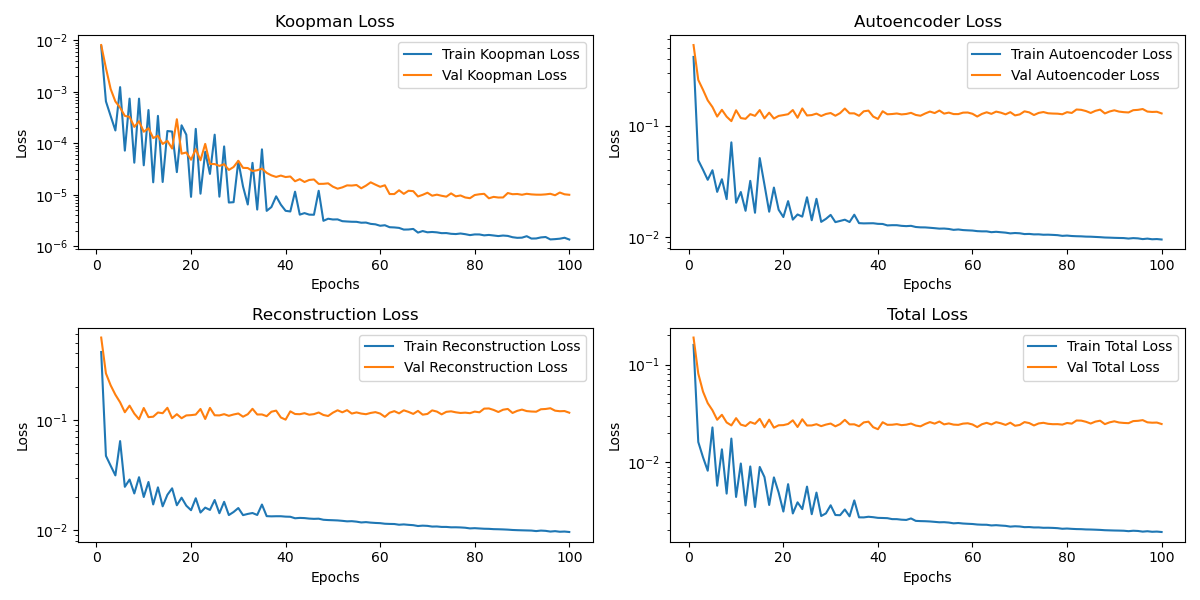 Koopman Loss
Train Koopman Loss
Val Koopman Loss
Loss
10⁻²
10⁻³
10⁻⁴
10⁻⁵
10⁻⁶
0 20 40 60 80 100
Epochs
Autoencoder Loss
Train Autoencoder Loss
Val Autoencoder Loss
Loss
10⁻¹
10⁻²
0 20 40 60 80 100
Epochs
Reconstruction Loss
Train Reconstruction Loss
Val Reconstruction Loss
Loss
10⁻¹
10⁻²
0 20 40 60 80 100
Epochs
Total Loss
Train Total Loss
Val Total Loss
Loss
10⁻¹
10⁻²
0 20 40 60 80 100
Epochs